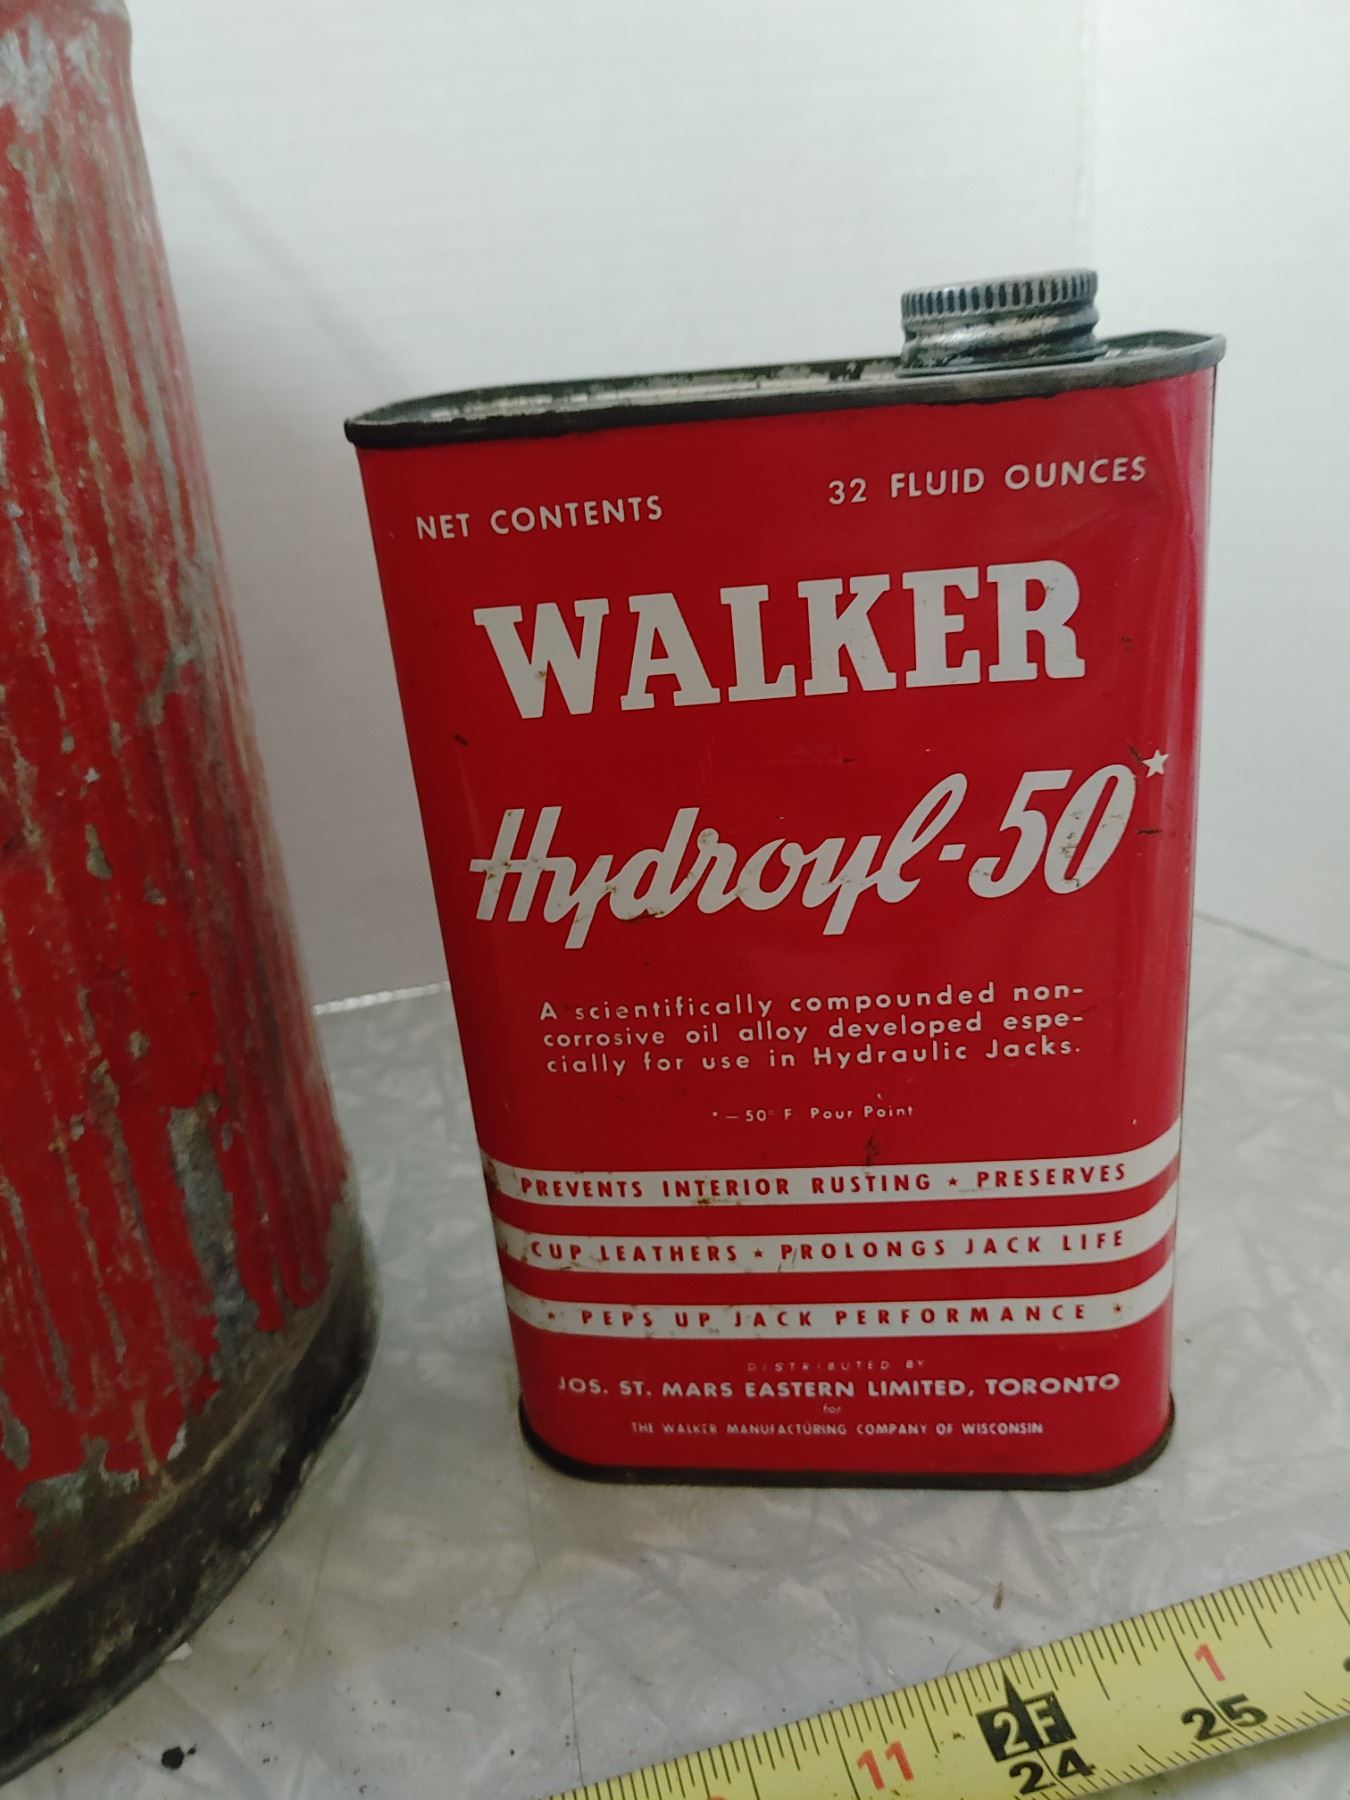 NET CONTENTS 32 FLUID OUNCES
WALKER
Hydroyl-50★
A scientifically compounded non-
corrosive oil alloy developed espe-
cially for use in Hydraulic Jacks.
* – 50° F. Pour Point
PREVENTS INTERIOR RUSTING ★ PRESERVES
CUP LEATHERS ★ PROLONGS JACK LIFE
★ PEPS UP JACK PERFORMANCE ★
DISTRIBUTED BY
JOS. ST. MARS EASTERN LIMITED, TORONTO
for
THE WALKER MANUFACTURING COMPANY OF WISCONSIN
11 2F 1
24 25